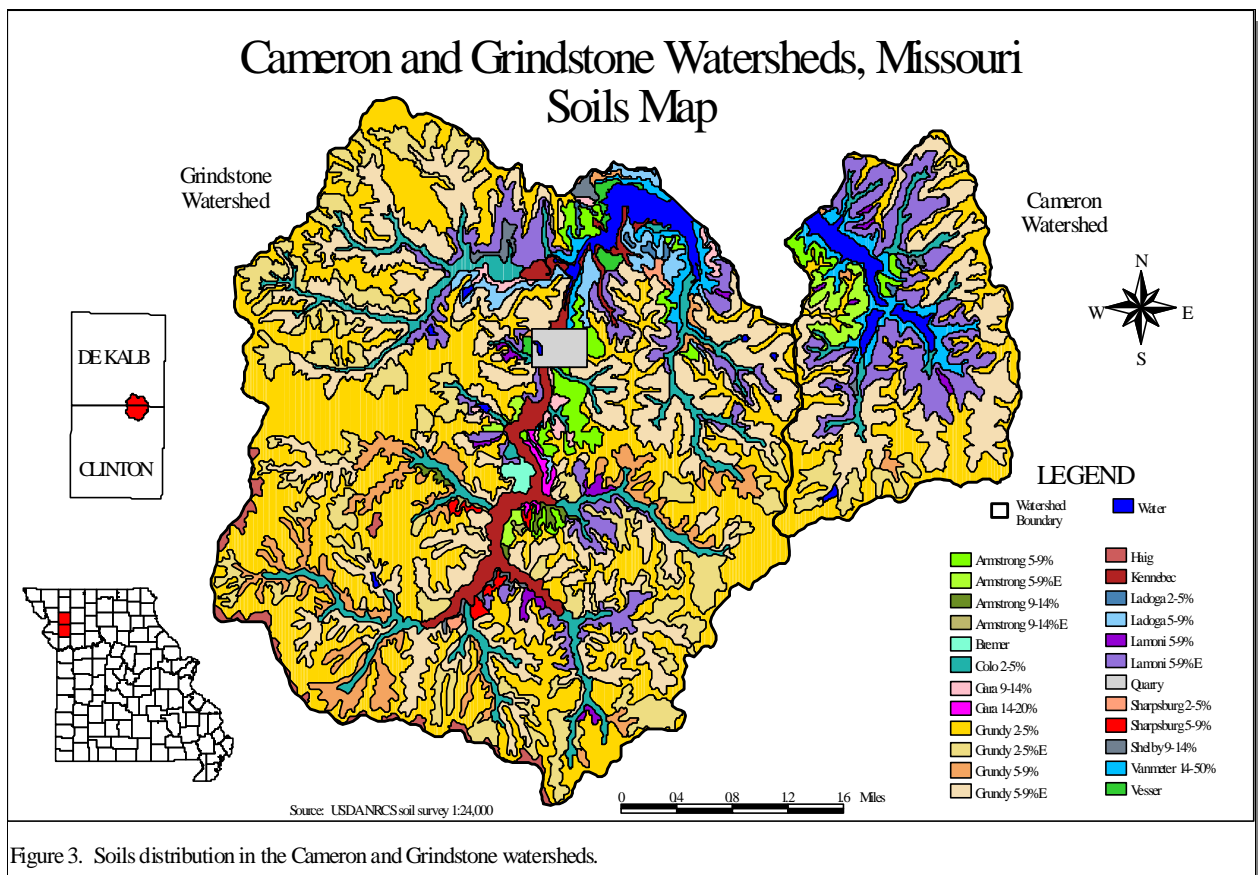 Cameron and Grindstone Watersheds, Missouri
Soils Map
Grindstone
Watershed
Cameron
Watershed
N
W
E
S
DE KALB
CLINTON
LEGEND
Watershed
Boundary
Water
Armstrong 5-9%
Armstrong 5-9%E
Armstrong 9-14%
Armstrong 9-14%E
Bremer
Colo 2-5%
Gara 9-14%
Gara 14-20%
Grundy 2-5%
Grundy 2-5%E
Grundy 5-9%
Grundy 5-9%E
Haig
Kennebec
Ladoga 2-5%
Ladoga 5-9%
Lamoni 5-9%
Lamoni 5-9%E
Quarry
Sharpsburg 2-5%
Sharpsburg 5-9%
Shelby 9-14%
Vanmeter 14-50%
Vesser
Source: USDA NRCS soil survey 1:24,000
0 04 08 12 16 Miles
Figure 3. Soils distribution in the Cameron and Grindstone watersheds.